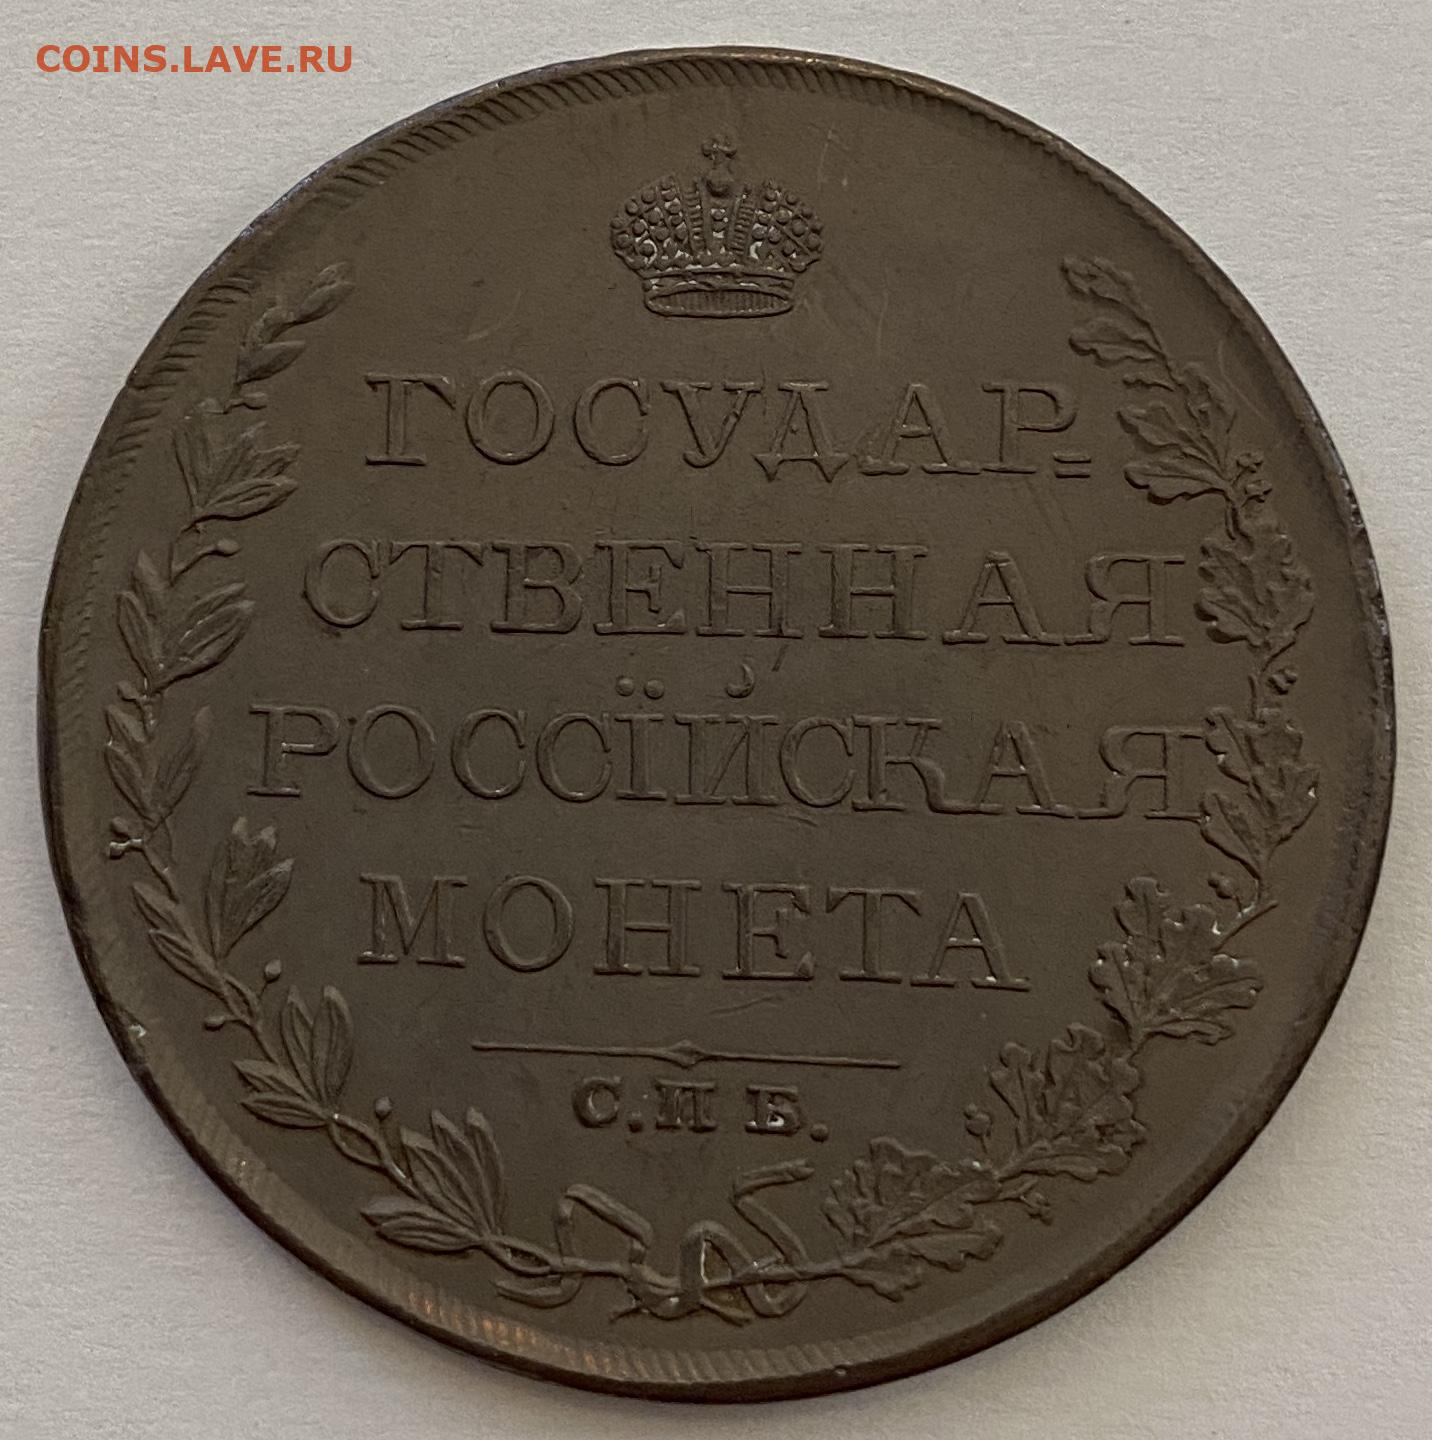 COINS.LAVE.RU
ГОСУДАР=
СТВЕННАЯ
РОССІЙСКАЯ
МОНЕТА
С.П Б.